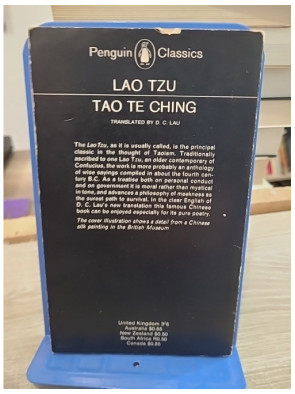 Penguin Classics
LAO TZU
TAO TE CHING
TRANSLATED BY D. C. LAU
The Lao Tzu, as it is usually called, is the principal
classic in the thought of Taoism. Traditionally
ascribed to one Lao Tzu, an older contemporary of
Confucius, the work is more probably an anthology
of wise sayings compiled in about the fourth cen-
tury B.C. As a treatise both on personal conduct
and on government it is moral rather than mystical
in tone, and advances a philosophy of meekness as
the surest path to survival. In the clear English of
D. C. Lau's new translation this famous Chinese
book can be enjoyed especially for its pure poetry.
The cover illustration shows a detail from a Chinese
silk painting in the British Museum
United Kingdom
Australia
New Zealand
South Africa
Canada